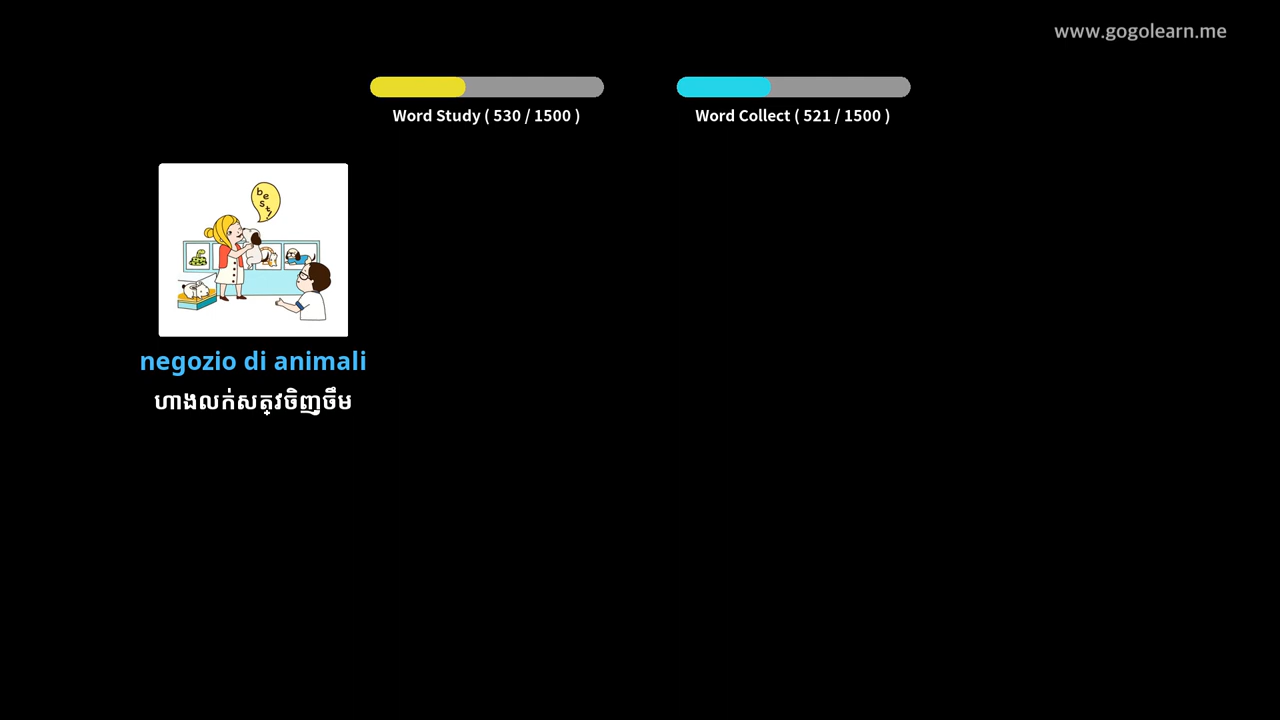 www.gogolearn.me
Word Study ( 530 / 1500 )
Word Collect ( 521 / 1500 )
best,
negozio di animali
ហាងលក់សត្វចិញ្ចឹម